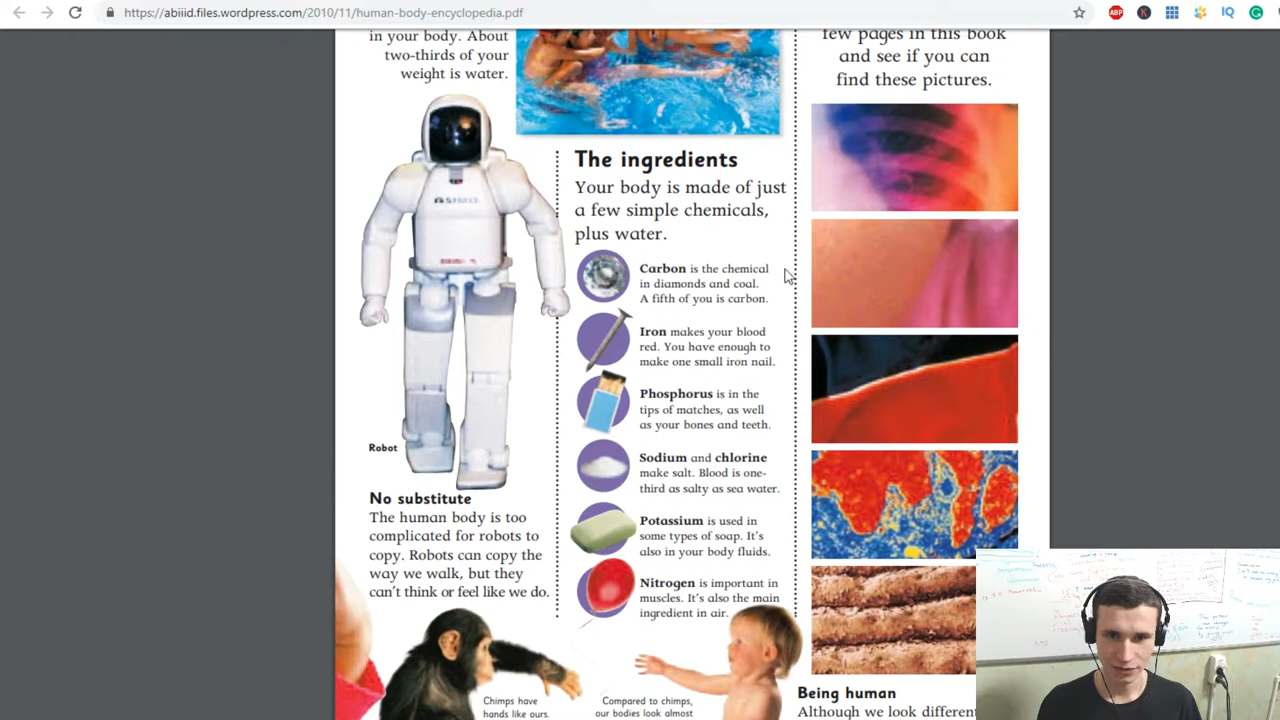 https://abiiid.files.wordpress.com/2010/11/human-body-encyclopedia.pdf
ABP
K
IQ
G
in your body. About
two-thirds of your
weight is water.
few pages in this book
and see if you can
find these pictures.
The ingredients
Your body is made of just
a few simple chemicals,
plus water.
Carbon is the chemical
in diamonds and coal.
A fifth of you is carbon.
Iron makes your blood
red. You have enough to
make one small iron nail.
Phosphorus is in the
tips of matches, as well
as your bones and teeth.
Sodium and chlorine
make salt. Blood is one-
third as salty as sea water.
Potassium is used in
some types of soap. It's
also in your body fluids.
Nitrogen is important in
muscles. It's also the main
ingredient in air.
Robot
No substitute
The human body is too
complicated for robots to
copy. Robots can copy the
way we walk, but they
can't think or feel like we do.
Chimps have
hands like ours.
Compared to chimps,
our bodies look almost
Being human
Although we look different